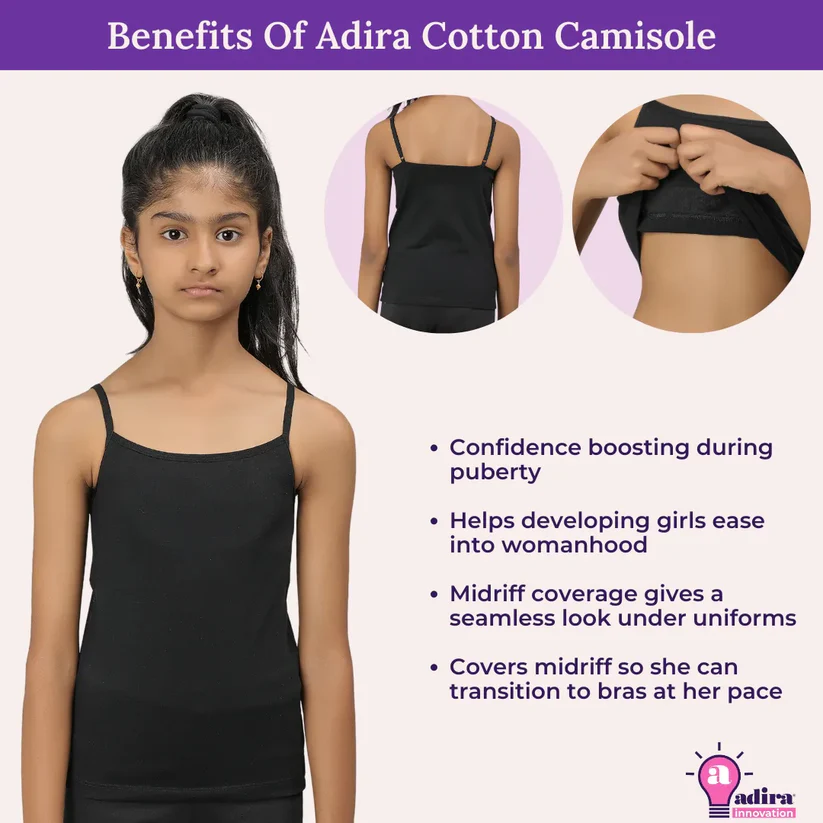 Benefits Of Adira Cotton Camisole
• Confidence boosting during
puberty
• Helps developing girls ease
into womanhood
• Midriff coverage gives a
seamless look under uniforms
• Covers midriff so she can
transition to bras at her pace
a
adira
innovation